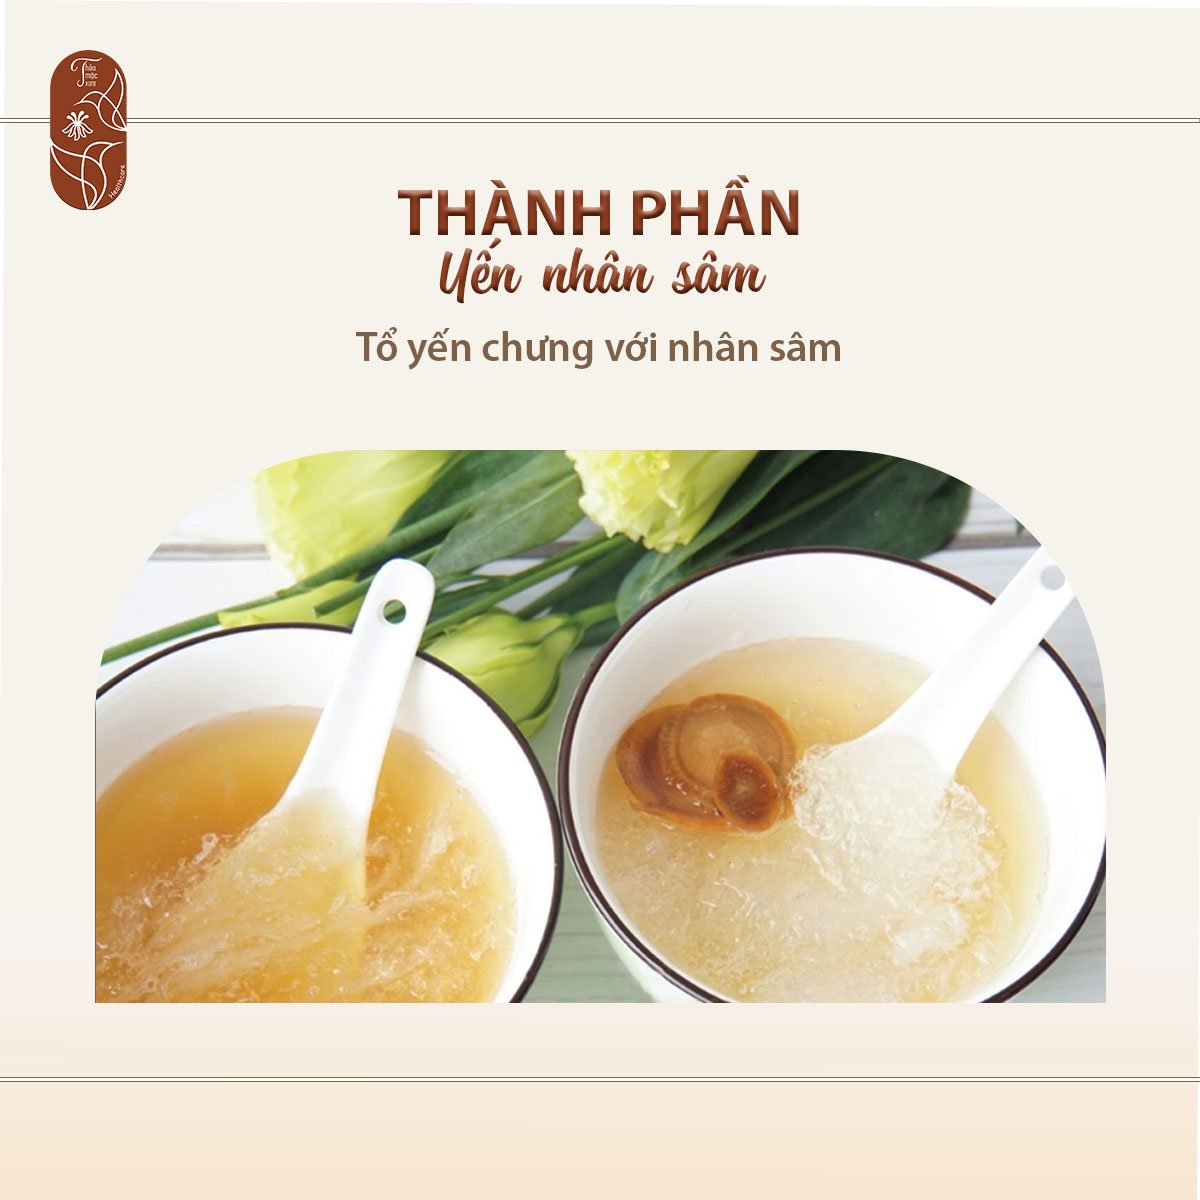 Thảo
mộc
xưa
Healthcare
THÀNH PHẦN
Yến nhân sâm
Tổ yến chưng với nhân sâm